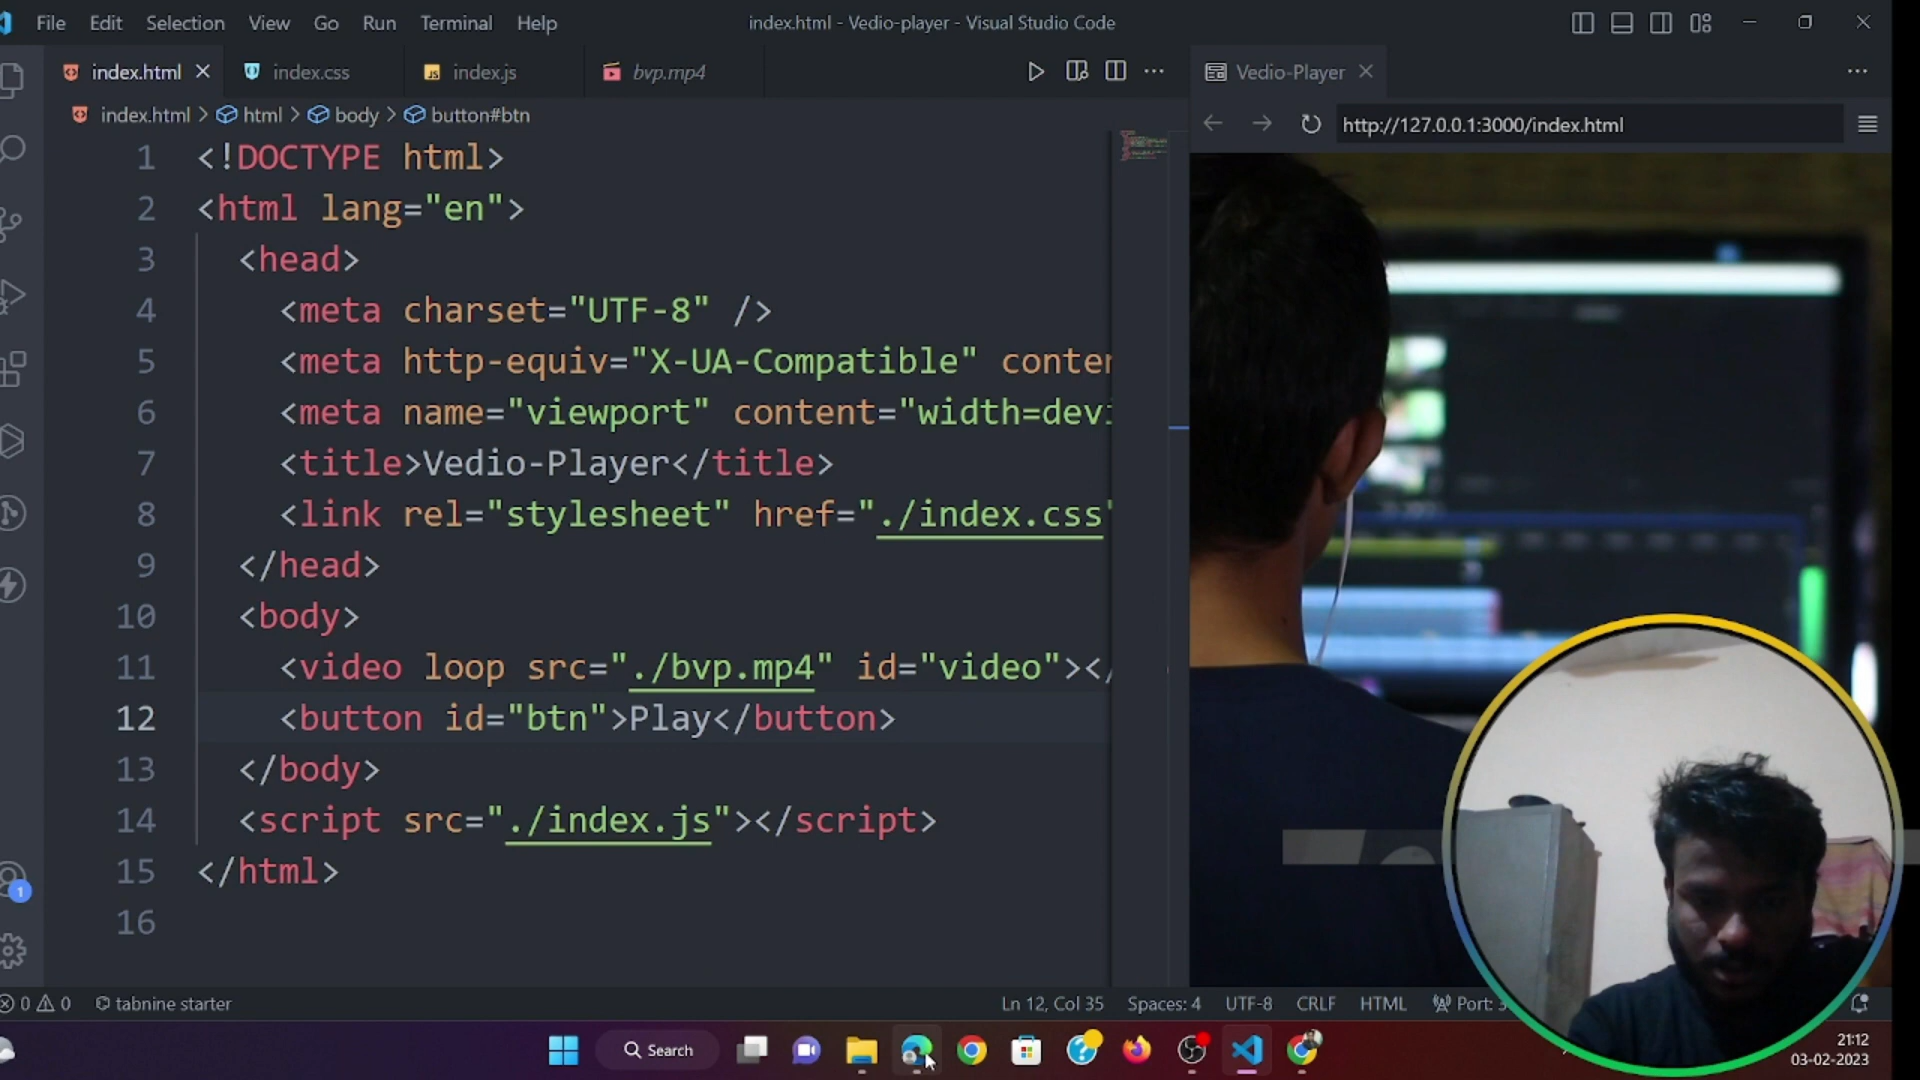 File Edit Selection View Go Run Terminal Help
index.html - Vedio-player - Visual Studio Code
index.html index.css JS index.js bvp.mp4
Vedio-Player
index.html > html > body > button#btn
http://127.0.0.1:3000/index.html
1 <!DOCTYPE html>
2 <html lang="en">
3 <head>
4 <meta charset="UTF-8" />
5 <meta http-equiv="X-UA-Compatible" conten
6 <meta name="viewport" content="width=devi
7 <title>Vedio-Player</title>
8 <link rel="stylesheet" href="./index.css"
9 </head>
10 <body>
11 <video loop src="./bvp.mp4" id="video"></
12 <button id="btn">Play</button>
13 </body>
14 <script src="./index.js"></script>
15 </html>
16
1
0 0 tabnine starter
Ln 12, Col 35 Spaces: 4 UTF-8 CRLF HTML Port:
Search
21:12
03-02-2023